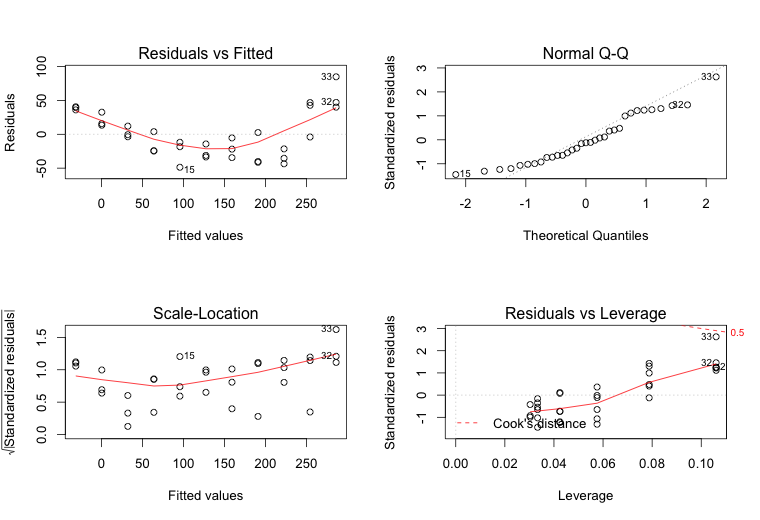 Residuals vs Fitted
Residuals
-50 0 50 100
33
32
15
0 50 100 150 200 250
Fitted values
Normal Q-Q
Standardized residuals
-1 0 1 2 3
33
32
15
-2 -1 0 1 2
Theoretical Quantiles
Scale-Location
√|Standardized residuals|
0.0 0.5 1.0 1.5
33
15
32
0 50 100 150 200 250
Fitted values
Residuals vs Leverage
Standardized residuals
-1 0 1 2 3
0.5
33
32
2
Cook's distance
0.00 0.02 0.04 0.06 0.08 0.10
Leverage